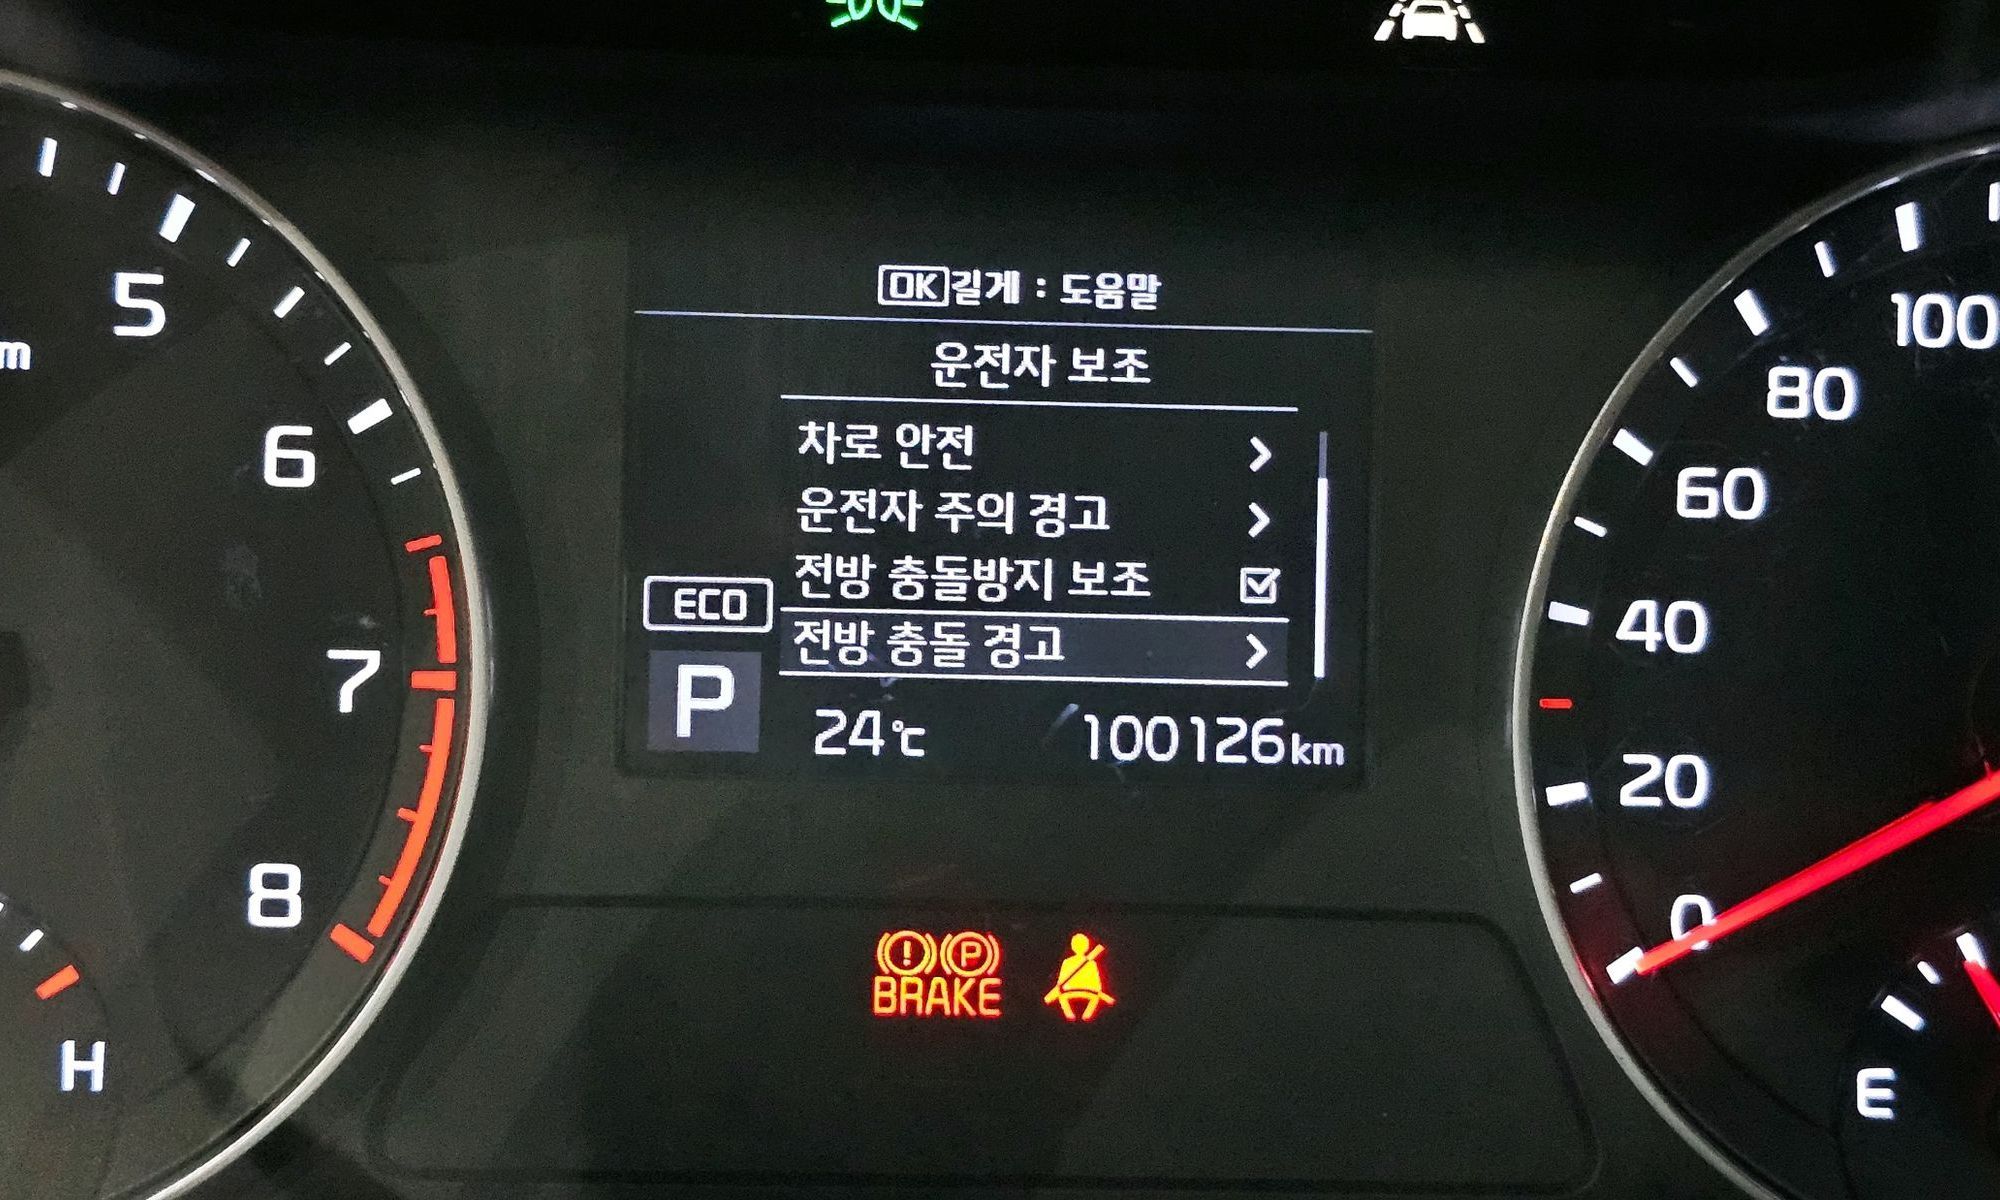 OK길게 : 도움말
운전자 보조
차로 안전
운전자 주의 경고
전방 충돌방지 보조
전방 충돌 경고
ECO
P
24℃ 100126km
BRAKE
5
6
7
8
H
m
100
80
60
40
20
0
E